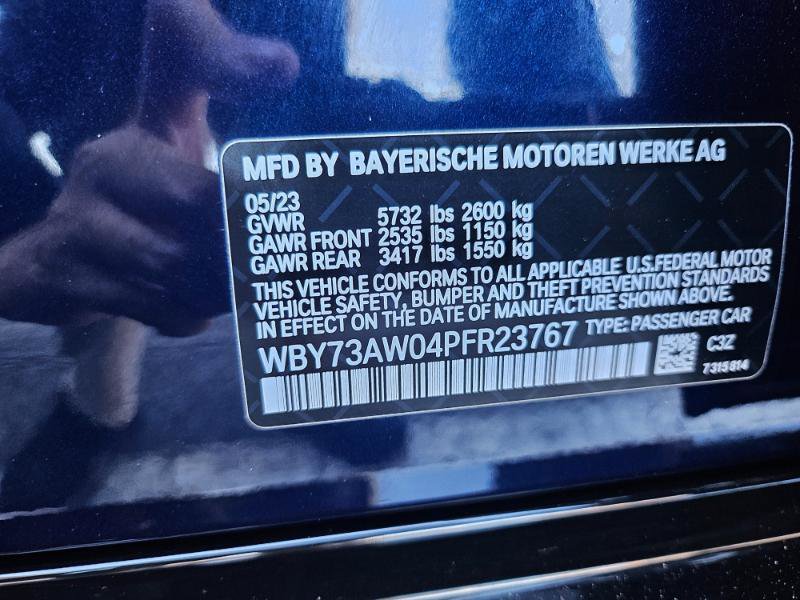 MFD BY BAYERISCHE MOTOREN WERKE AG
05/23
GVWR 5732 lbs 2600 kg
GAWR FRONT 2535 lbs 1150 kg
GAWR REAR 3417 lbs 1550 kg
THIS VEHICLE CONFORMS TO ALL APPLICABLE U.S.FEDERAL MOTOR
VEHICLE SAFETY, BUMPER AND THEFT PREVENTION STANDARDS
IN EFFECT ON THE DATE OF MANUFACTURE SHOWN ABOVE.
WBY73AW04PFR23767 TYPE: PASSENGER CAR
C3Z
7315814